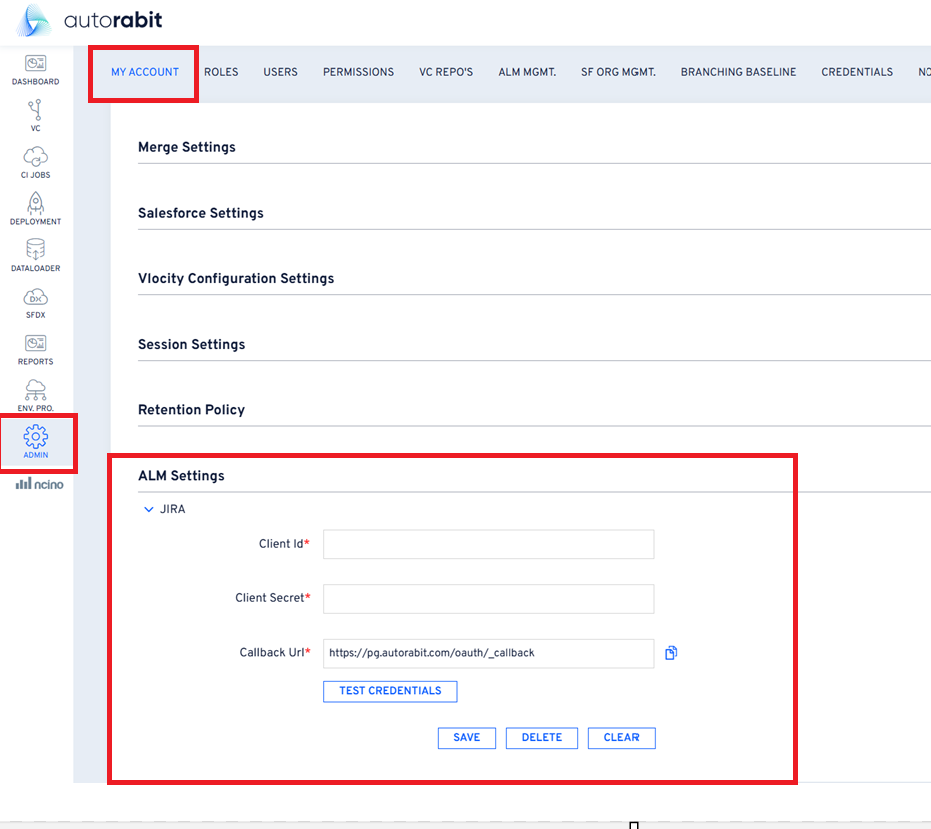 autorabit
MY ACCOUNT ROLES USERS PERMISSIONS VC REPO'S ALM MGMT. SF ORG MGMT. BRANCHING BASELINE CREDENTIALS
DASHBOARD
VC
CI JOBS
DEPLOYMENT
DATALOADER
DX
SFDX
REPORTS
ENV. PRO.
ADMIN
ncino
Merge Settings
Salesforce Settings
Vlocity Configuration Settings
Session Settings
Retention Policy
ALM Settings
JIRA
Client Id*
Client Secret*
Callback Url* https://pg.autorabit.com/oauth/_callback
TEST CREDENTIALS
SAVE DELETE CLEAR